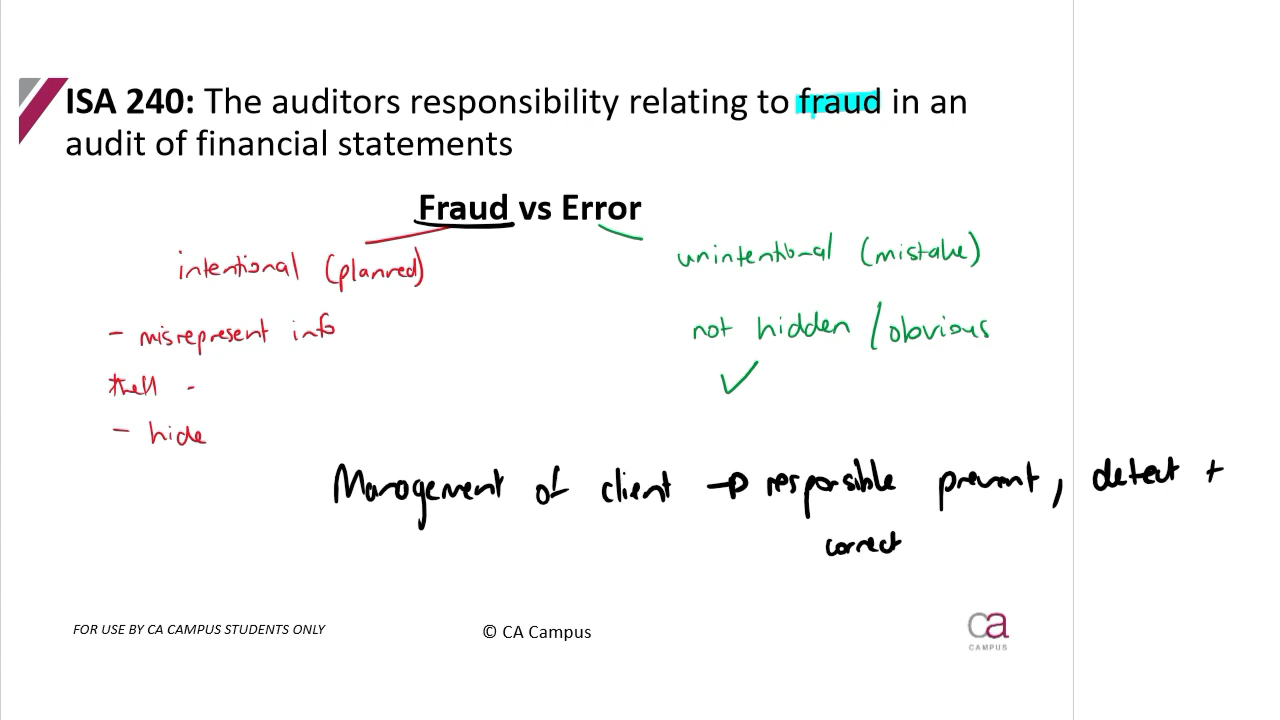 ISA 240: The auditors responsibility relating to fraud in an
audit of financial statements
Fraud vs Error
intentional (planned)
unintentional (mistake)
- misrepresent info
not hidden / obvious
theft -
- hide
Management of client → responsible prevent, detect +
correct
FOR USE BY CA CAMPUS STUDENTS ONLY
© CA Campus
ca
CAMPUS